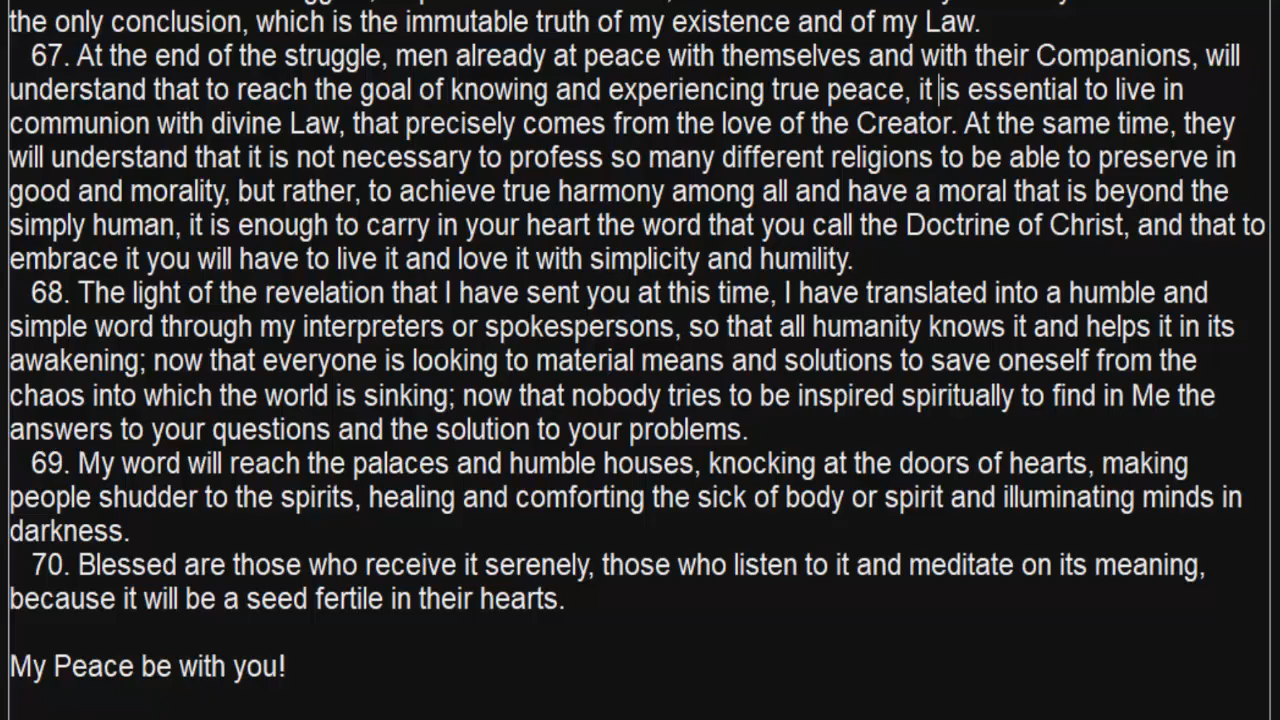 the only conclusion, which is the immutable truth of my existence and of my Law.
67. At the end of the struggle, men already at peace with themselves and with their Companions, will
understand that to reach the goal of knowing and experiencing true peace, it is essential to live in
communion with divine Law, that precisely comes from the love of the Creator. At the same time, they
will understand that it is not necessary to profess so many different religions to be able to preserve in
good and morality, but rather, to achieve true harmony among all and have a moral that is beyond the
simply human, it is enough to carry in your heart the word that you call the Doctrine of Christ, and that to
embrace it you will have to live it and love it with simplicity and humility.
68. The light of the revelation that I have sent you at this time, I have translated into a humble and
simple word through my interpreters or spokespersons, so that all humanity knows it and helps it in its
awakening; now that everyone is looking to material means and solutions to save oneself from the
chaos into which the world is sinking; now that nobody tries to be inspired spiritually to find in Me the
answers to your questions and the solution to your problems.
69. My word will reach the palaces and humble houses, knocking at the doors of hearts, making
people shudder to the spirits, healing and comforting the sick of body or spirit and illuminating minds in
darkness.
70. Blessed are those who receive it serenely, those who listen to it and meditate on its meaning,
because it will be a seed fertile in their hearts.
My Peace be with you!